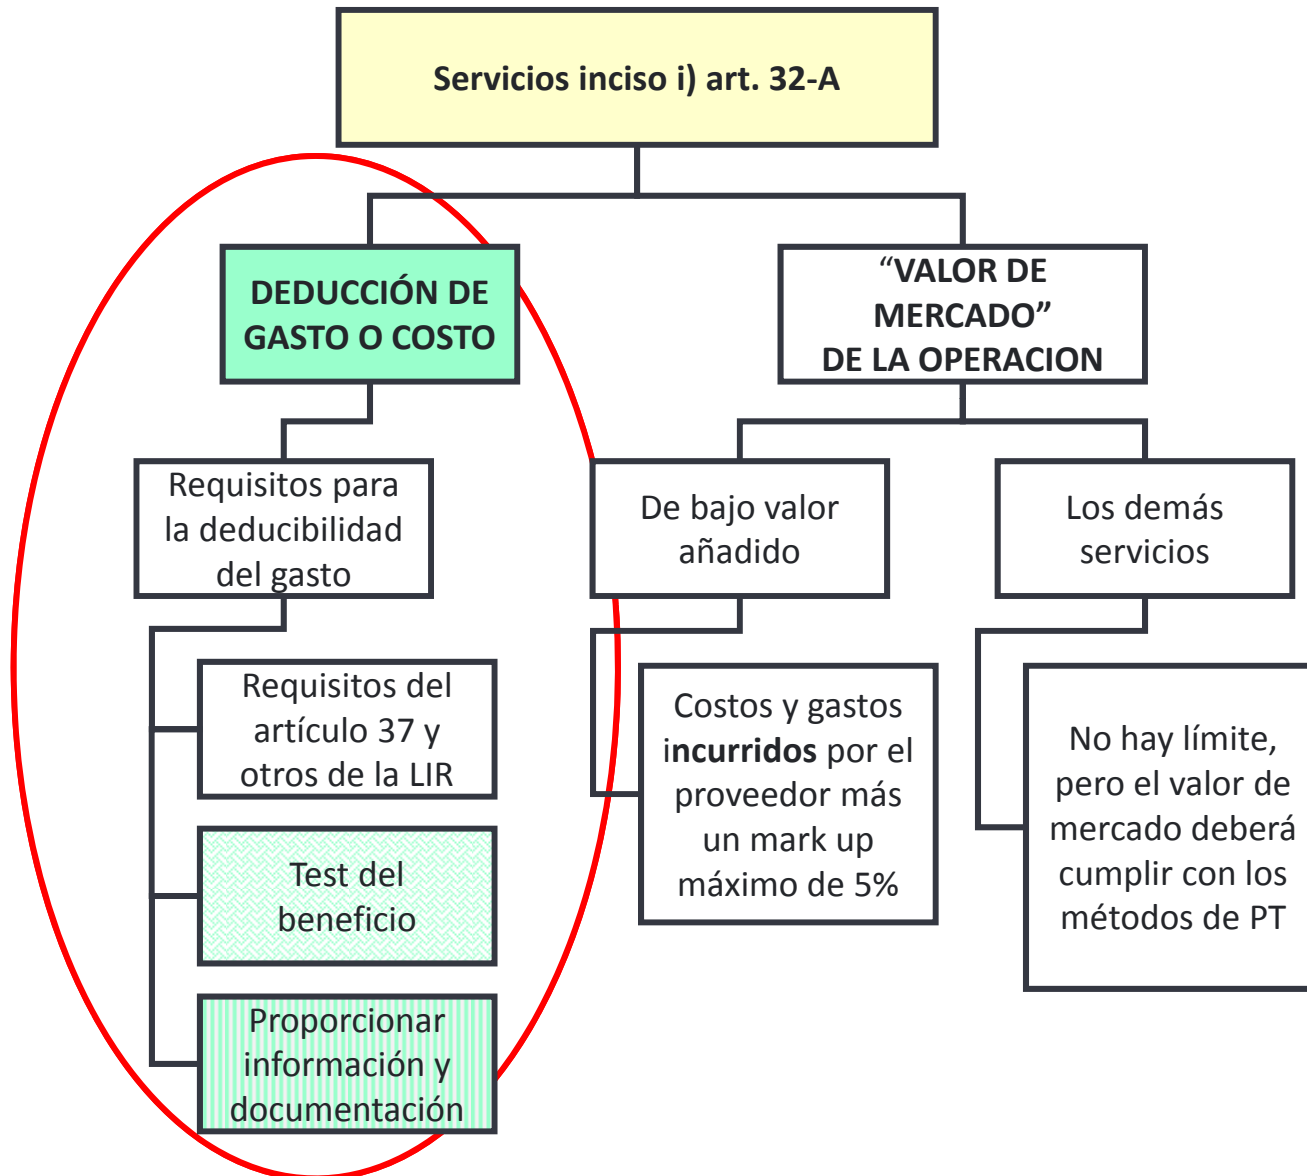 Servicios inciso i) art. 32-A
DEDUCCIÓN DE
GASTO O COSTO
“VALOR DE
MERCADO”
DE LA OPERACION
Requisitos para
la deducibilidad
del gasto
De bajo valor
añadido
Los demás
servicios
Requisitos del
artículo 37 y
otros de la LIR
Test del
beneficio
Proporcionar
información y
documentación
Costos y gastos
incurridos por el
proveedor más
un mark up
máximo de 5%
No hay límite,
pero el valor de
mercado deberá
cumplir con los
métodos de PT